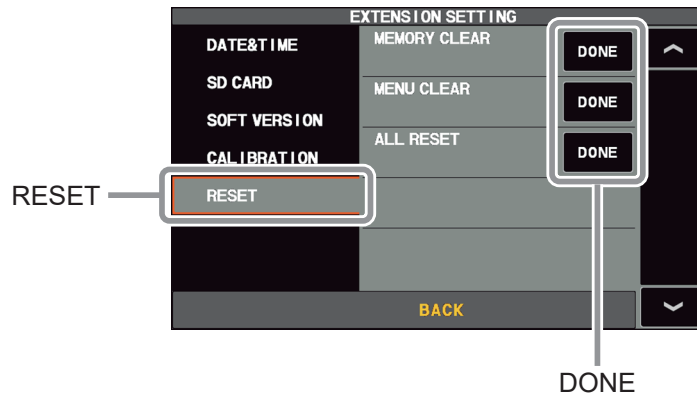 EXTENSION SETTING
DATE&TIME
SD CARD
SOFT VERSION
CALIBRATION
RESET
MEMORY CLEAR
DONE
MENU CLEAR
DONE
ALL RESET
DONE
BACK
RESET
DONE